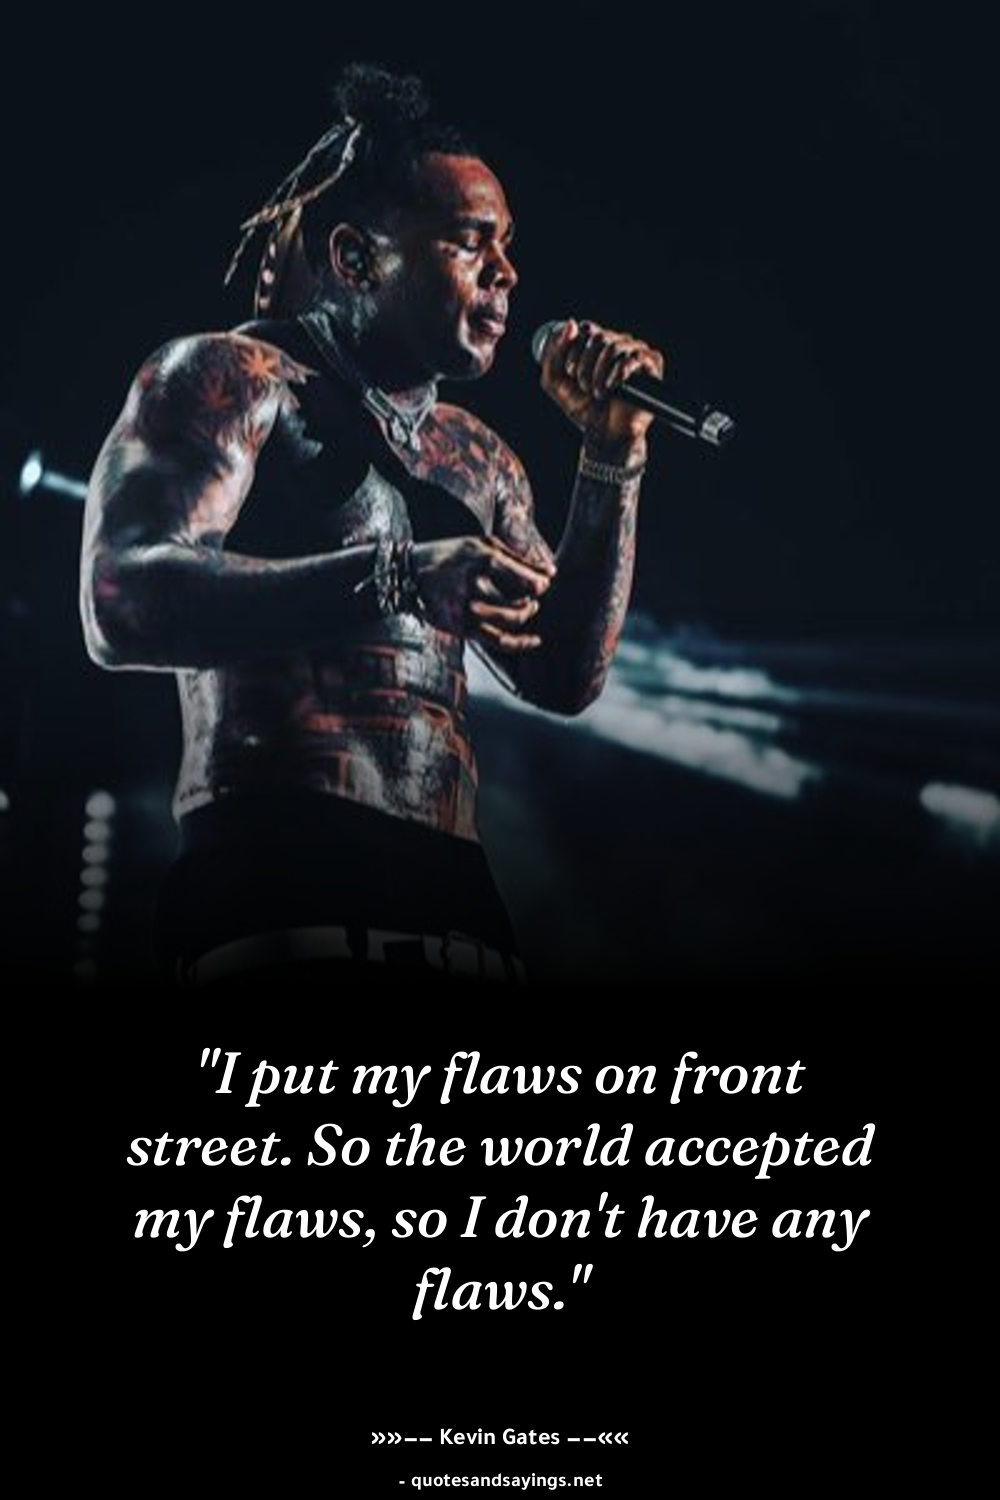 "I put my flaws on front
street. So the world accepted
my flaws, so I don't have any
flaws."
»»−− Kevin Gates −−««
- quotesandsayings.net